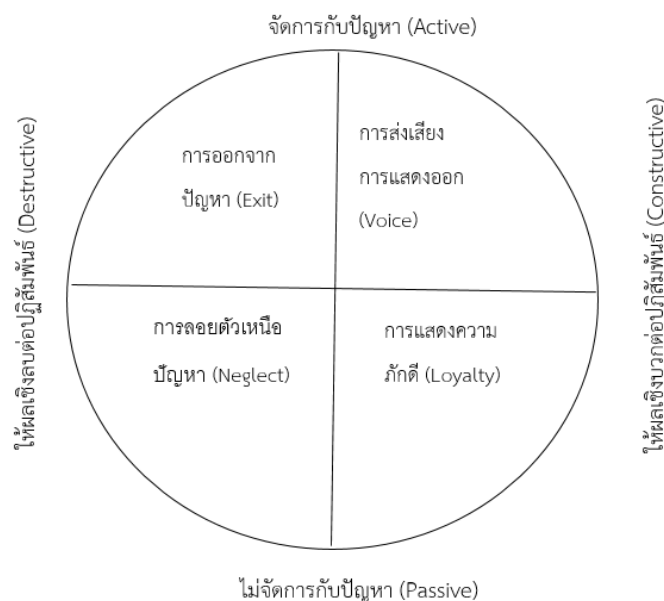 จัดการกับปัญหา (Active)
ให้ผลเชิงลบต่อปฏิสัมพันธ์ (Destructive)
การออกจาก
ปัญหา (Exit)
การส่งเสียง
การแสดงออก
(Voice)
ให้ผลเชิงบวกต่อปฏิสัมพันธ์ (Constructive)
การลอยตัวเหนือ
ปัญหา (Neglect)
การแสดงความ
ภักดี (Loyalty)
ไม่จัดการกับปัญหา (Passive)